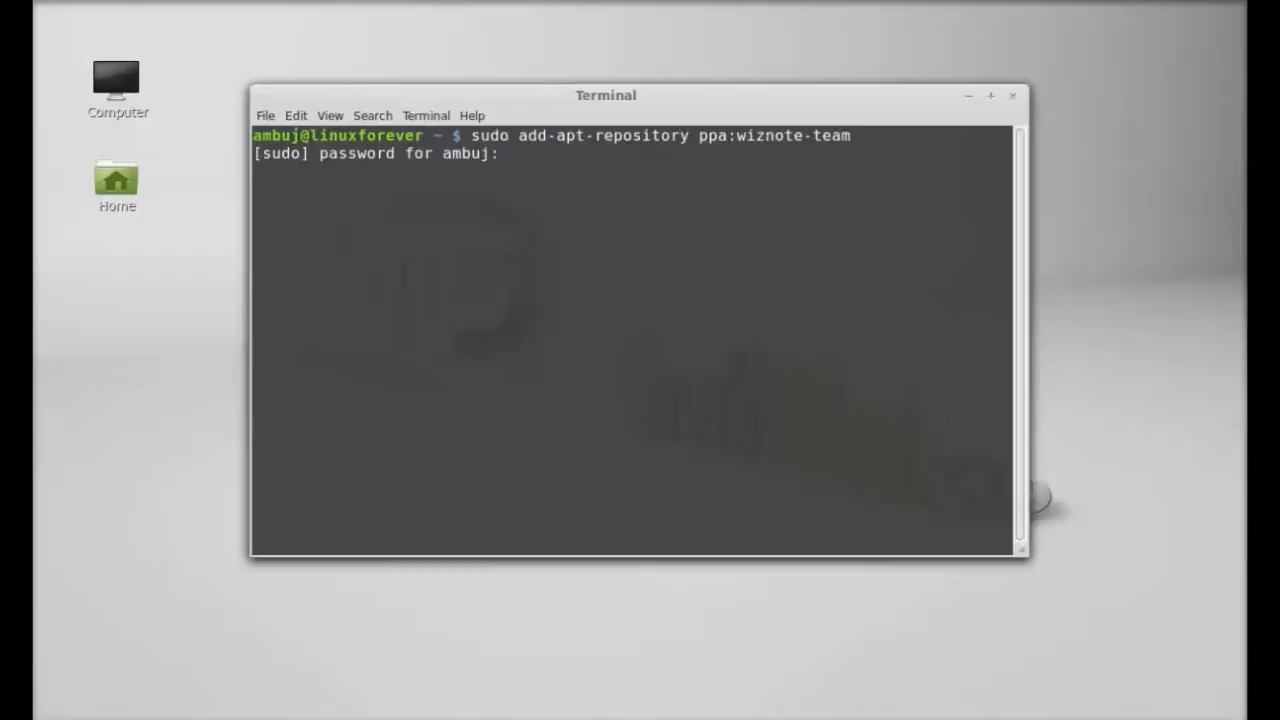 Computer
Home
Terminal
File Edit View Search Terminal Help
ambuj@linuxforever ~ $ sudo add-apt-repository ppa:wiznote-team
[sudo] password for ambuj: